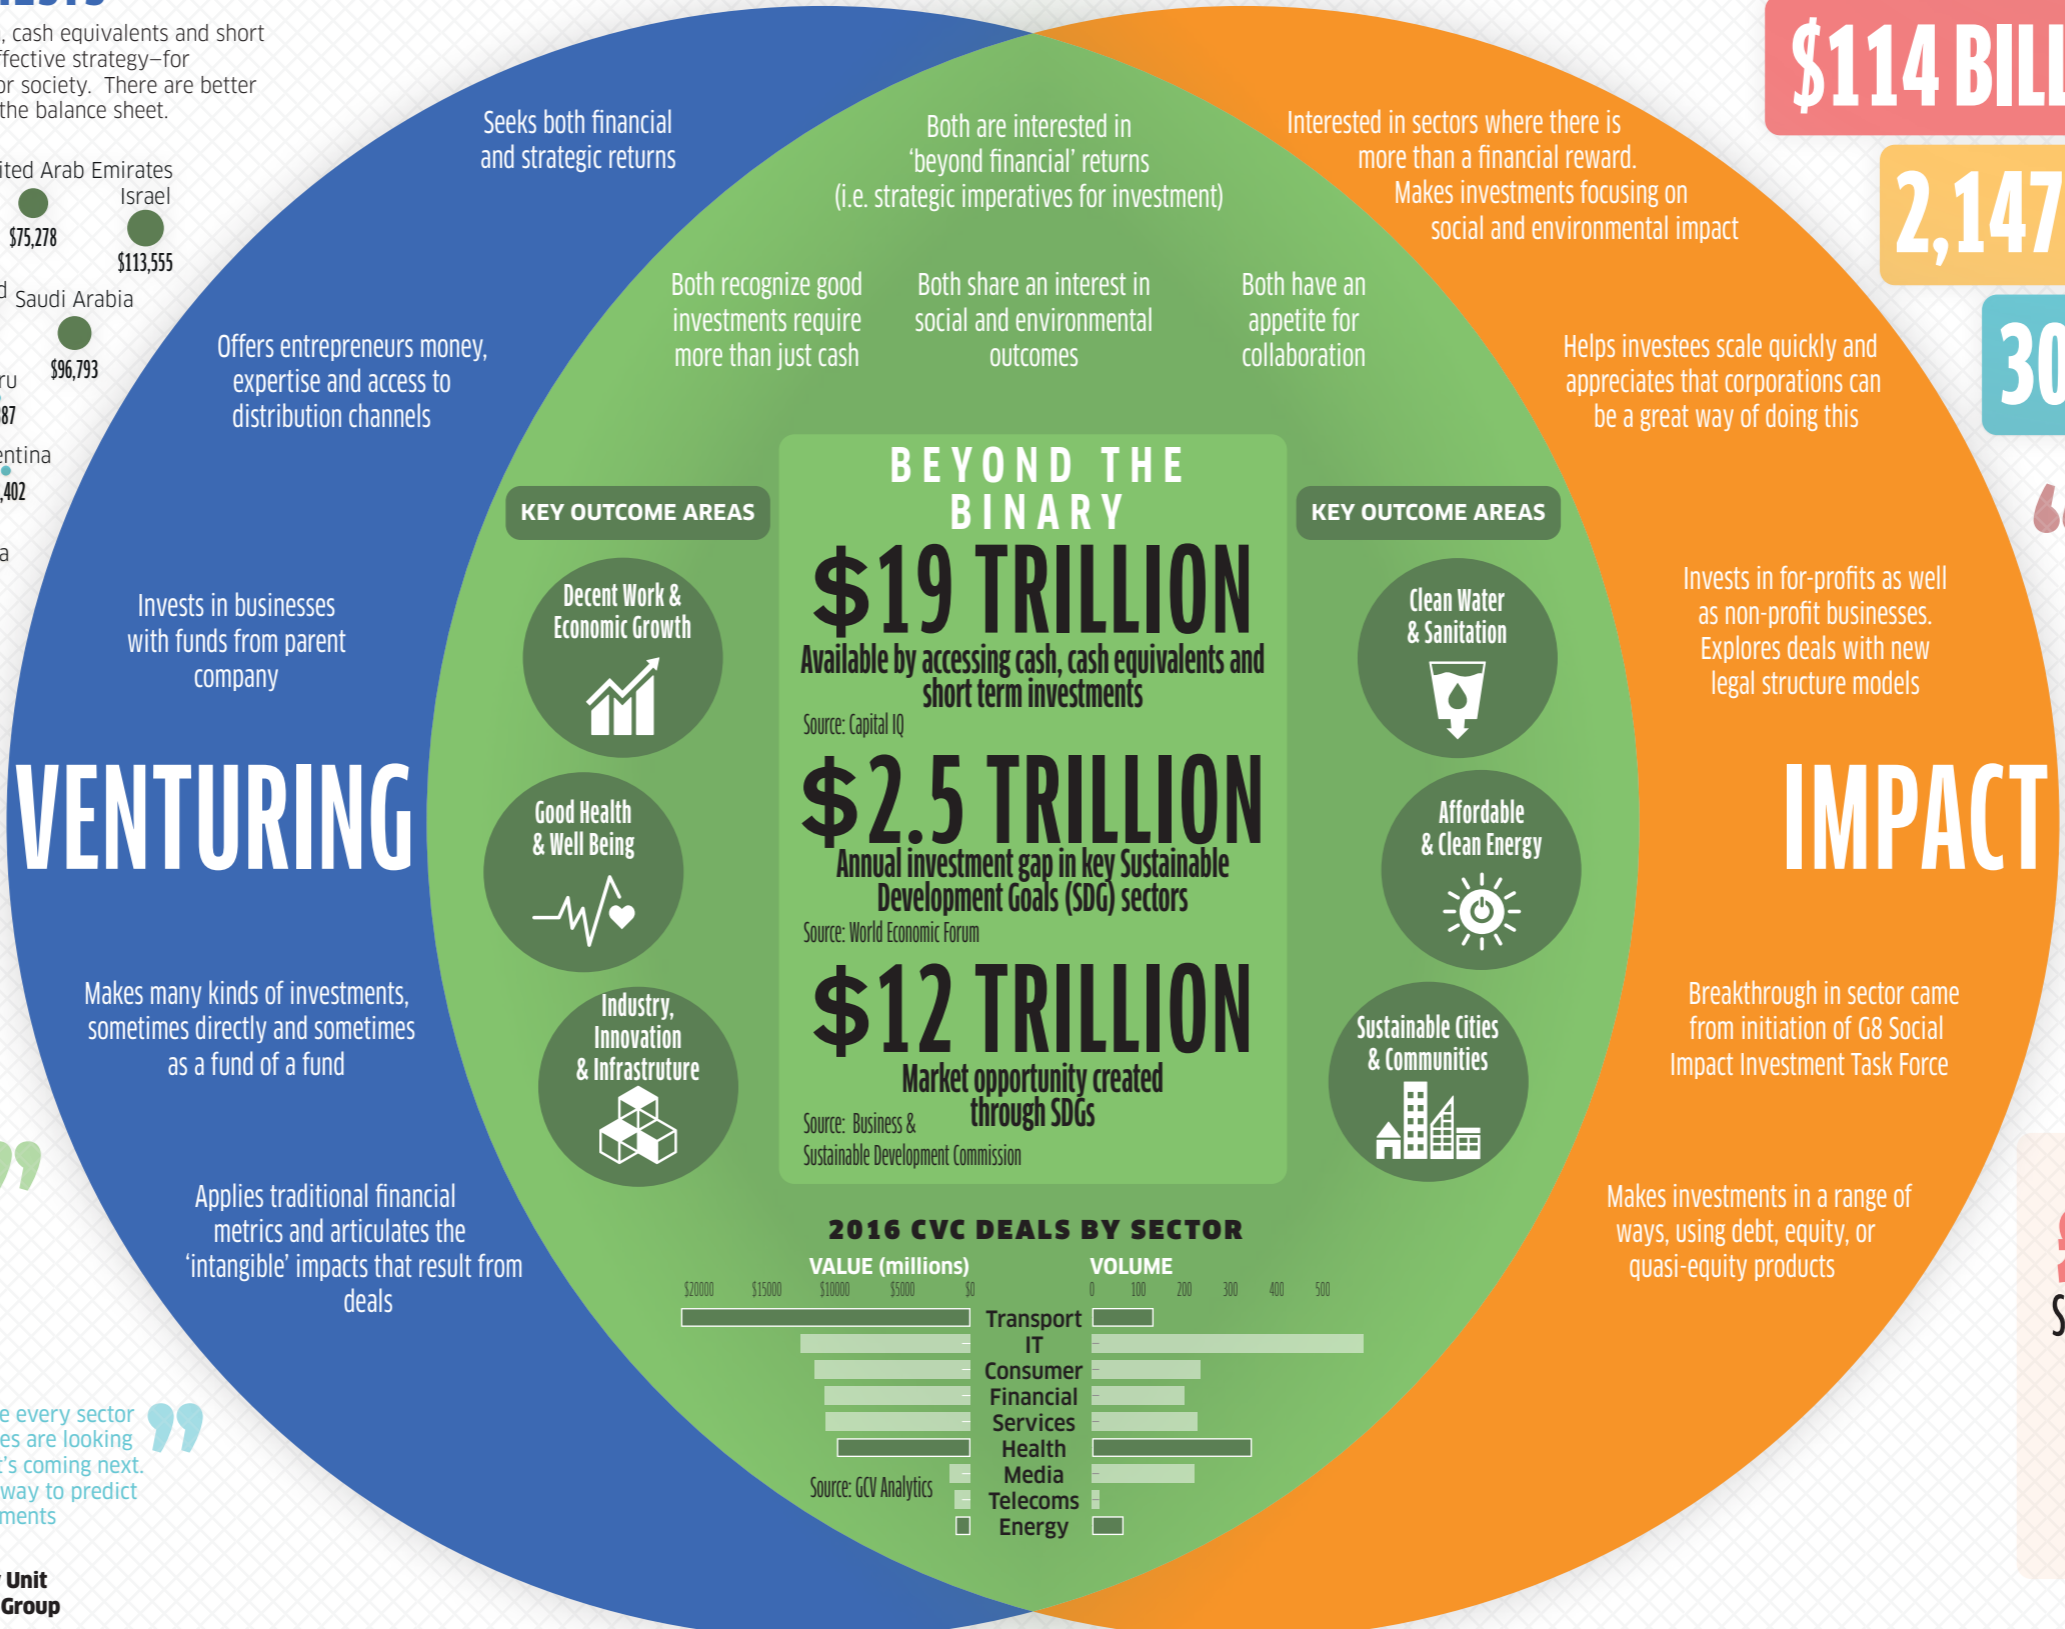 , cash equivalents and short
ffective strategy–for
or society. There are better
the balance sheet.
ited Arab Emirates
$75,278
Israel
$113,555
Saudi Arabia
$96,793
ru
87
entina
,402
a
Seeks both financial
and strategic returns
Offers entrepreneurs money,
expertise and access to
distribution channels
Invests in businesses
with funds from parent
company
VENTURING
Makes many kinds of investments,
sometimes directly and sometimes
as a fund of a fund
Applies traditional financial
metrics and articulates the
‘intangible’ impacts that result from
deals
Both are interested in
‘beyond financial’ returns
(i.e. strategic imperatives for investment)
Both recognize good
investments require
more than just cash
Both share an interest in
social and environmental
outcomes
Both have an
appetite for
collaboration
KEY OUTCOME AREAS
Decent Work &
Economic Growth
Good Health
& Well Being
Industry,
Innovation
& Infrastruture
BEYOND THE
BINARY
$19 TRILLION
Available by accessing cash, cash equivalents and
short term investments
Source: Capital IQ
$2.5 TRILLION
Annual investment gap in key Sustainable
Development Goals (SDG) sectors
Source: World Economic Forum
$12 TRILLION
Market opportunity created
through SDGs
Source: Business &
Sustainable Development Commission
KEY OUTCOME AREAS
Clean Water
& Sanitation
Affordable
& Clean Energy
Sustainable Cities
& Communities
2016 CVC DEALS BY SECTOR
VALUE (millions) VOLUME
$20000 $15000 $10000 $5000 $0 0 100 200 300 400 500
Transport
IT
Consumer
Financial
Services
Health
Media
Telecoms
Energy
Source: GCV Analytics
Interested in sectors where there is
more than a financial reward.
Makes investments focusing on
social and environmental impact
Helps investees scale quickly and
appreciates that corporations can
be a great way of doing this
Invests in for-profits as well
as non-profit businesses.
Explores deals with new
legal structure models
IMPACT
Breakthrough in sector came
from initiation of G8 Social
Impact Investment Task Force
Makes investments in a range of
ways, using debt, equity, or
quasi-equity products
$114 BILL
2,147
30
e every sector
es are looking
t’s coming next.
way to predict
ments
Unit
Group